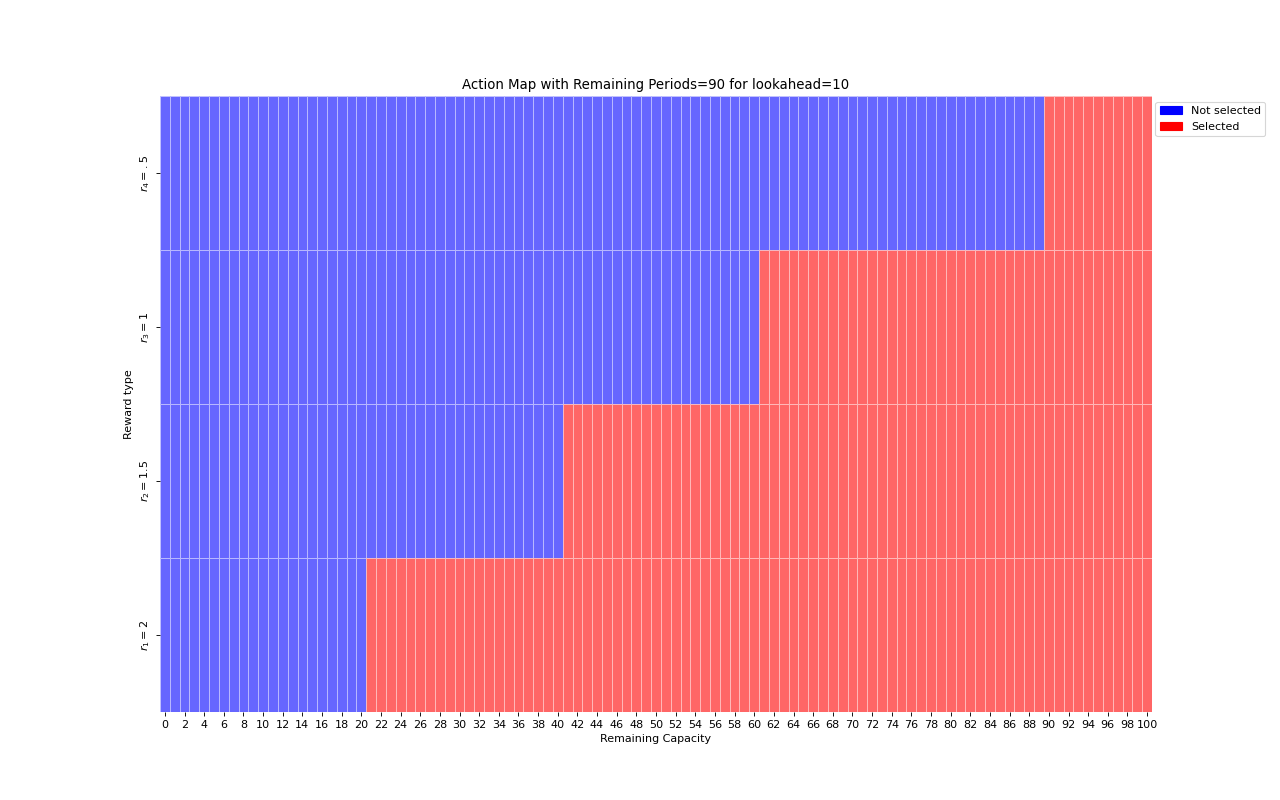 Action Map with Remaining Periods=90 for lookahead=10
Not selected
Selected
r₄ = .5
r₃ = 1
r₂ = 1.5
r₁ = 2
Reward type
0 2 4 6 8 10 12 14 16 18 20 22 24 26 28 30 32 34 36 38 40 42 44 46 48 50 52 54 56 58 60 62 64 66 68 70 72 74 76 78 80 82 84 86 88 90 92 94 96 98 100
Remaining Capacity